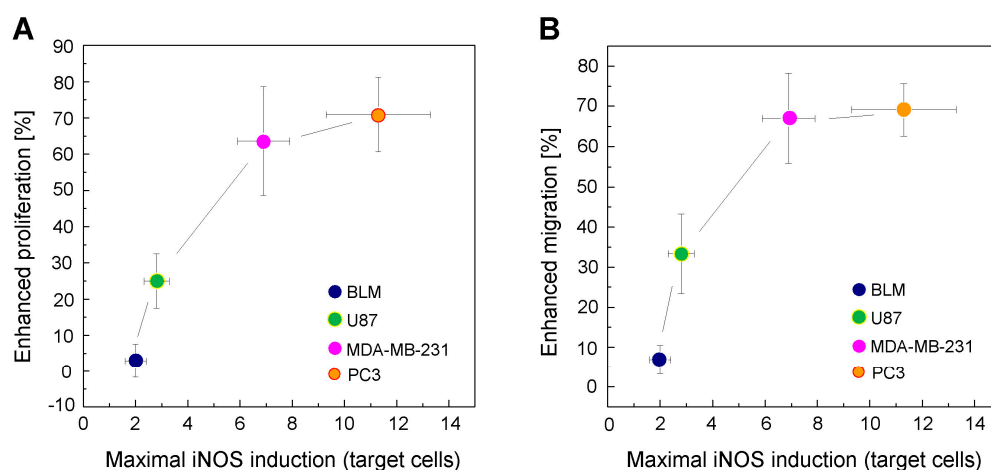 A
Enhanced proliferation [%]
90
80
70
60
50
40
30
20
10
0
-10
0 2 4 6 8 10 12 14
Maximal iNOS induction (target cells)
BLM
U87
MDA-MB-231
PC3
B
Enhanced migration [%]
80
70
60
50
40
30
20
10
0
0 2 4 6 8 10 12 14
Maximal iNOS induction (target cells)
BLM
U87
MDA-MB-231
PC3